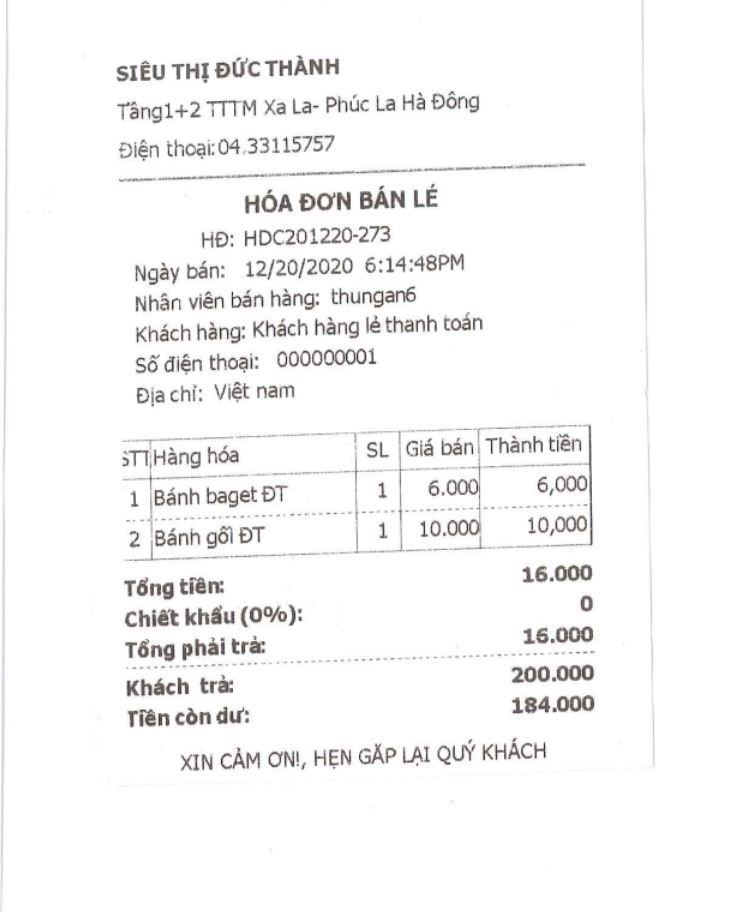 SIÊU THỊ ĐỨC THÀNH
Tầng1+2 TTTM Xa La- Phúc La Hà Đông
Điện thoại:04.33115757
HÓA ĐƠN BÁN LẺ
HĐ: HDC201220-273
Ngày bán: 12/20/2020 6:14:48PM
Nhân viên bán hàng: thungan6
Khách hàng: Khách hàng lẻ thanh toán
Số điện thoại: 000000001
Địa chỉ: Việt nam
STT Hàng hóa SL Giá bán Thành tiền
1 Bánh baget ĐT 1 6.000 6,000
2 Bánh gối ĐT 1 10.000 10,000
Tổng tiền: 16.000
Chiết khấu (0%): 0
Tổng phải trả: 16.000
Khách trả: 200.000
Tiền còn dư: 184.000
XIN CẢM ƠN!, HẸN GẶP LẠI QUÝ KHÁCH